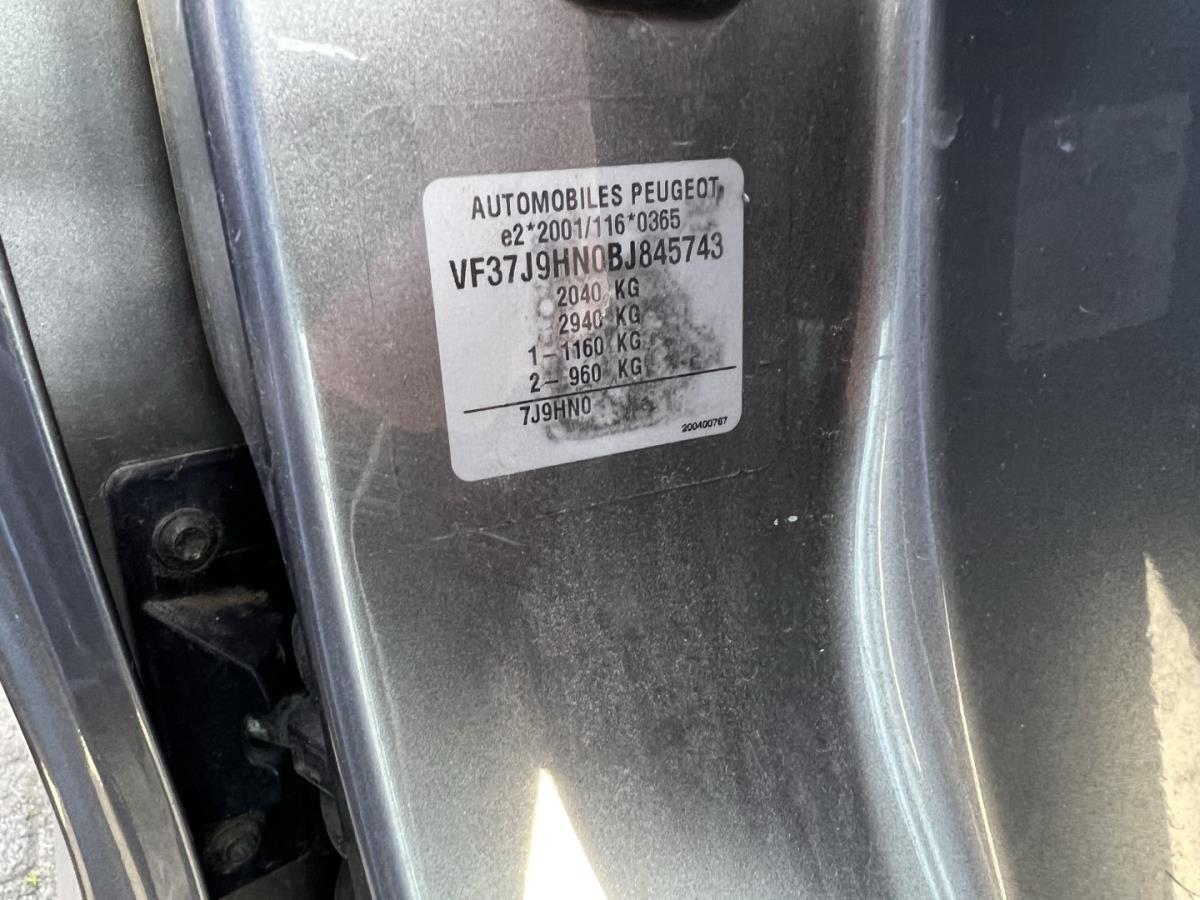 AUTOMOBILES PEUGEOT
e2*2001/116*0365
VF37J9HN0BJ845743
2040 KG
2940 KG
1-1160 KG
2-960 KG
7J9HN0
200400767